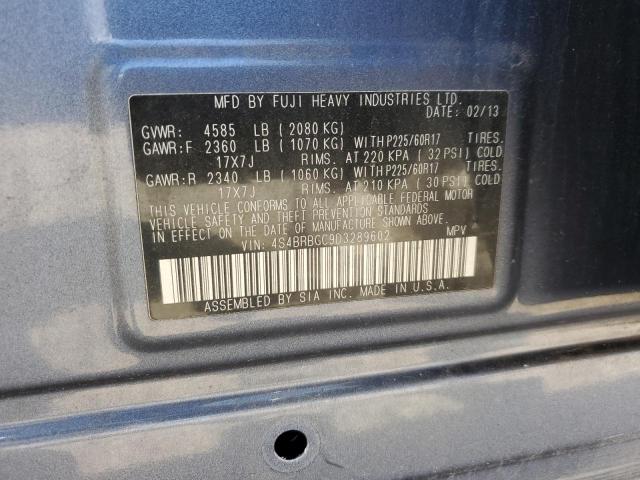 MFD BY FUJI HEAVY INDUSTRIES LTD.
DATE: 02/13
GVWR: 4585 LB (2080 KG)
GAWR:F 2360 LB (1070 KG) WITH P225/60R17 TIRES.
17X7J RIMS. AT 220 KPA (32 PSI) COLD
GAWR:R 2340 LB (1060 KG) WITH P225/60R17 TIRES.
17X7J RIMS. AT 210 KPA (30 PSI) COLD
THIS VEHICLE CONFORMS TO ALL APPLICABLE FEDERAL MOTOR
VEHICLE SAFETY AND THEFT PREVENTION STANDARDS
IN EFFECT ON THE DATE OF MANUFACTURE SHOWN ABOVE.
VIN: 4S4BRBGC9D3289602 MPV
ASSEMBLED BY SIA INC. MADE IN U.S.A.